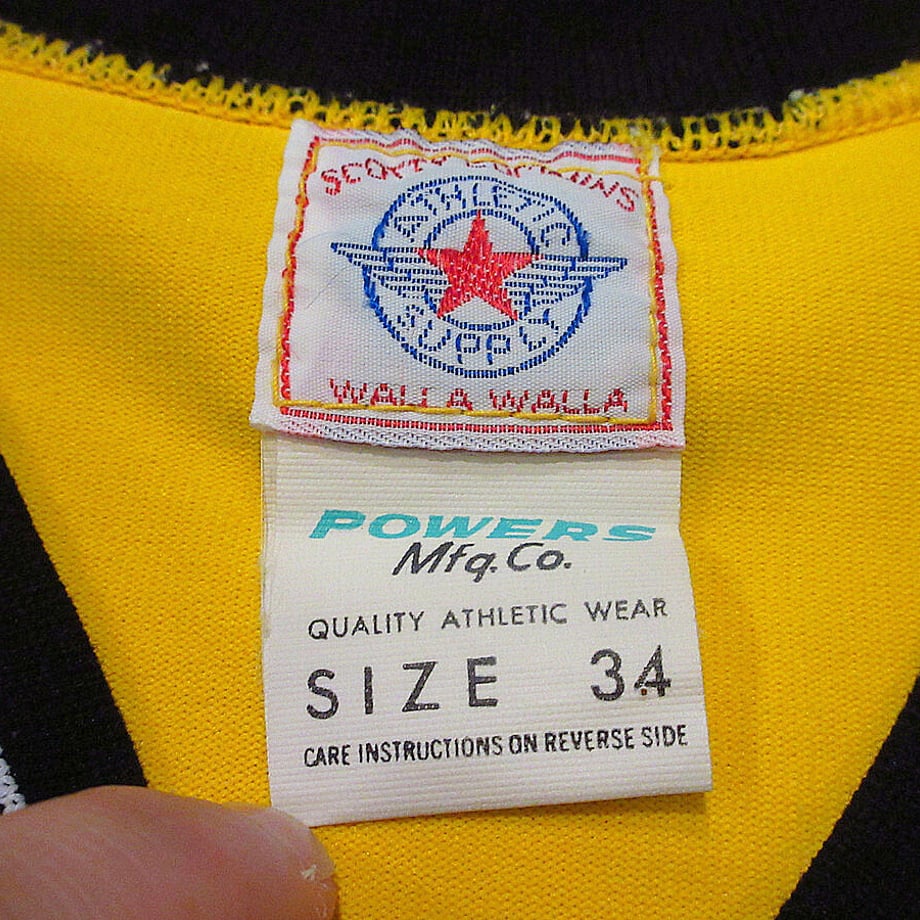 ATHLETIC
SUPPLY
WALLA WALLA
POWERS
Mfg. Co.
QUALITY ATHLETIC WEAR
SIZE 34
CARE INSTRUCTIONS ON REVERSE SIDE